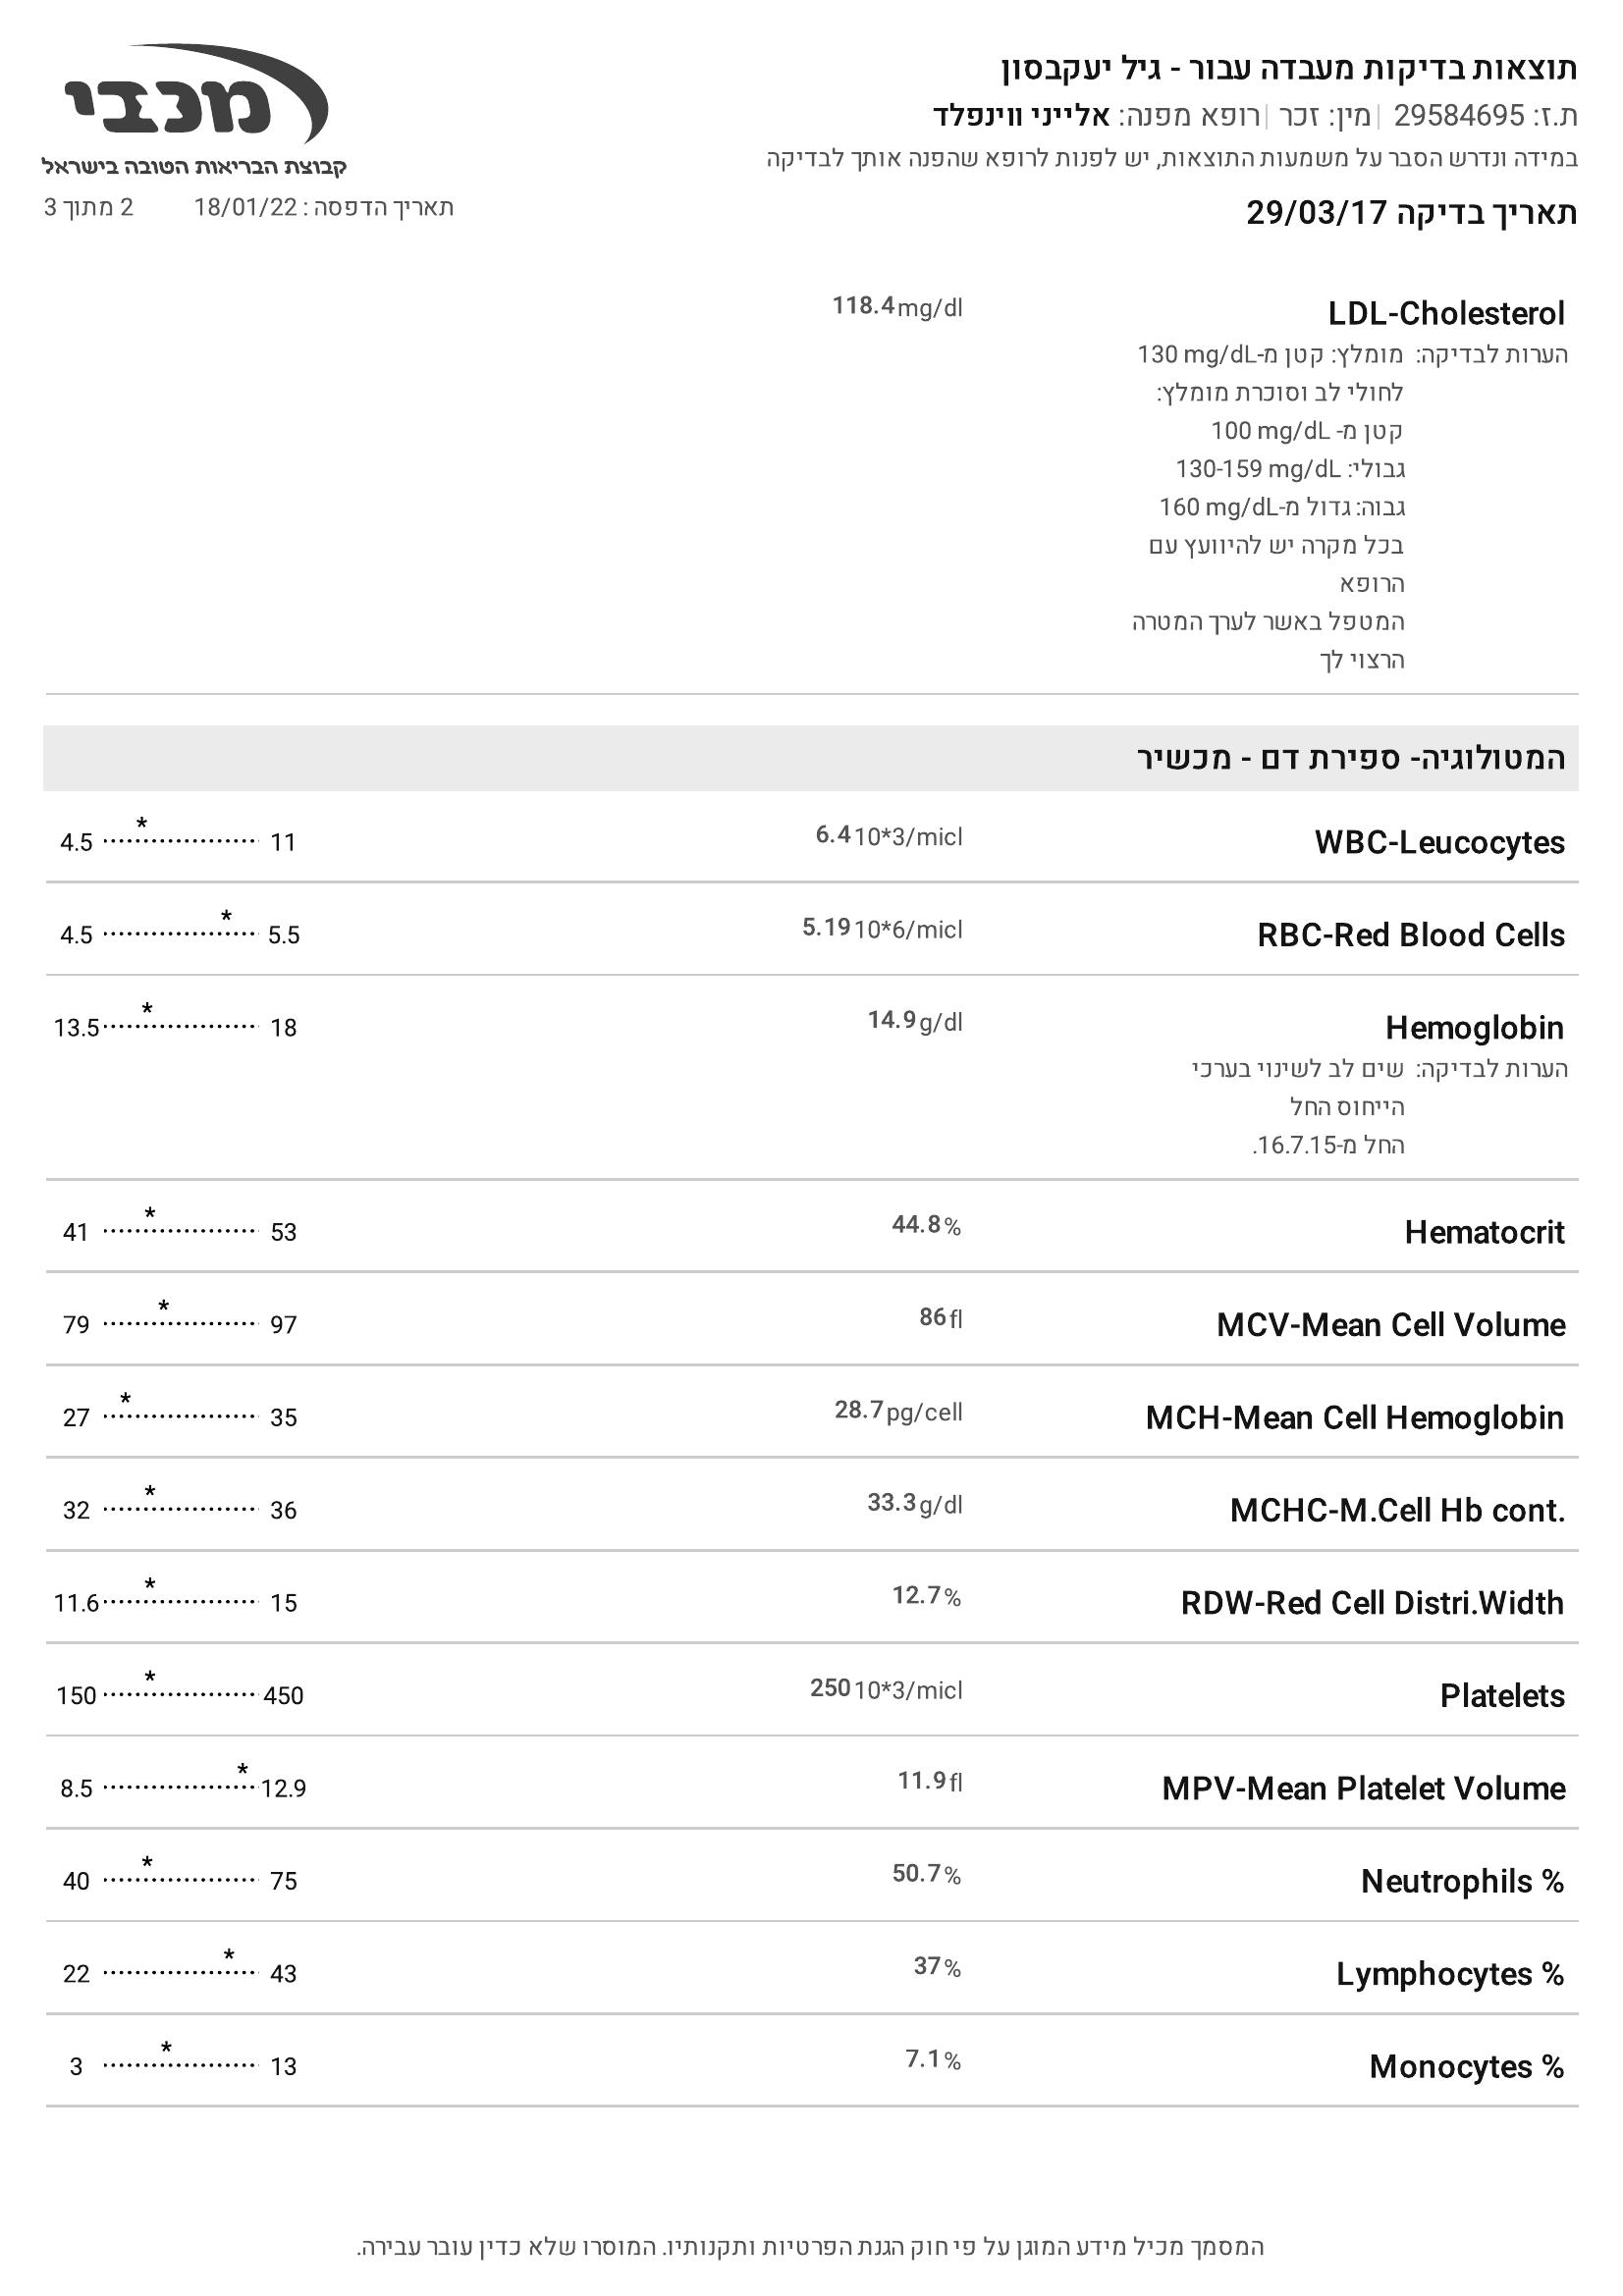 תוצאות בדיקות מעבדה עבור - גיל יעקבסון
ת.ז: 29584695 | מין: זכר | רופא מפנה: אלייני ווינפלד
במידה ונדרש הסבר על משמעות התוצאות, יש לפנות לרופא שהפנה אותך לבדיקה
תאריך בדיקה 29/03/17
מכבי
קבוצת הבריאות הטובה בישראל
תאריך הדפסה : 18/01/22 2 מתוך 3
LDL-Cholesterol 118.4 mg/dl
הערות לבדיקה: מומלץ: קטן מ-130 mg/dL
לחולי לב וסוכרת מומלץ:
קטן מ- 100 mg/dL
גבולי: 130-159 mg/dL
גבוה: גדול מ-160 mg/dL
בכל מקרה יש להיוועץ עם
הרופא
המטפל באשר לערך המטרה
הרצוי לך
המטולוגיה- ספירת דם - מכשיר
WBC-Leucocytes 6.4 10*3/micl 4.5 * 11
RBC-Red Blood Cells 5.19 10*6/micl 4.5 * 5.5
Hemoglobin 14.9 g/dl 13.5 * 18
הערות לבדיקה: שים לב לשינוי בערכי
הייחוס החל
החל מ-16.7.15.
Hematocrit 44.8 % 41 * 53
MCV-Mean Cell Volume 86 fl 79 * 97
MCH-Mean Cell Hemoglobin 28.7 pg/cell 27 * 35
MCHC-M.Cell Hb cont. 33.3 g/dl 32 * 36
RDW-Red Cell Distri.Width 12.7 % 11.6 * 15
Platelets 250 10*3/micl 150 * 450
MPV-Mean Platelet Volume 11.9 fl 8.5 * 12.9
Neutrophils % 50.7 % 40 * 75
Lymphocytes % 37 % 22 * 43
Monocytes % 7.1 % 3 * 13
המסמך מכיל מידע המוגן על פי חוק הגנת הפרטיות ותקנותיו. המוסרו שלא כדין עובר עבירה.